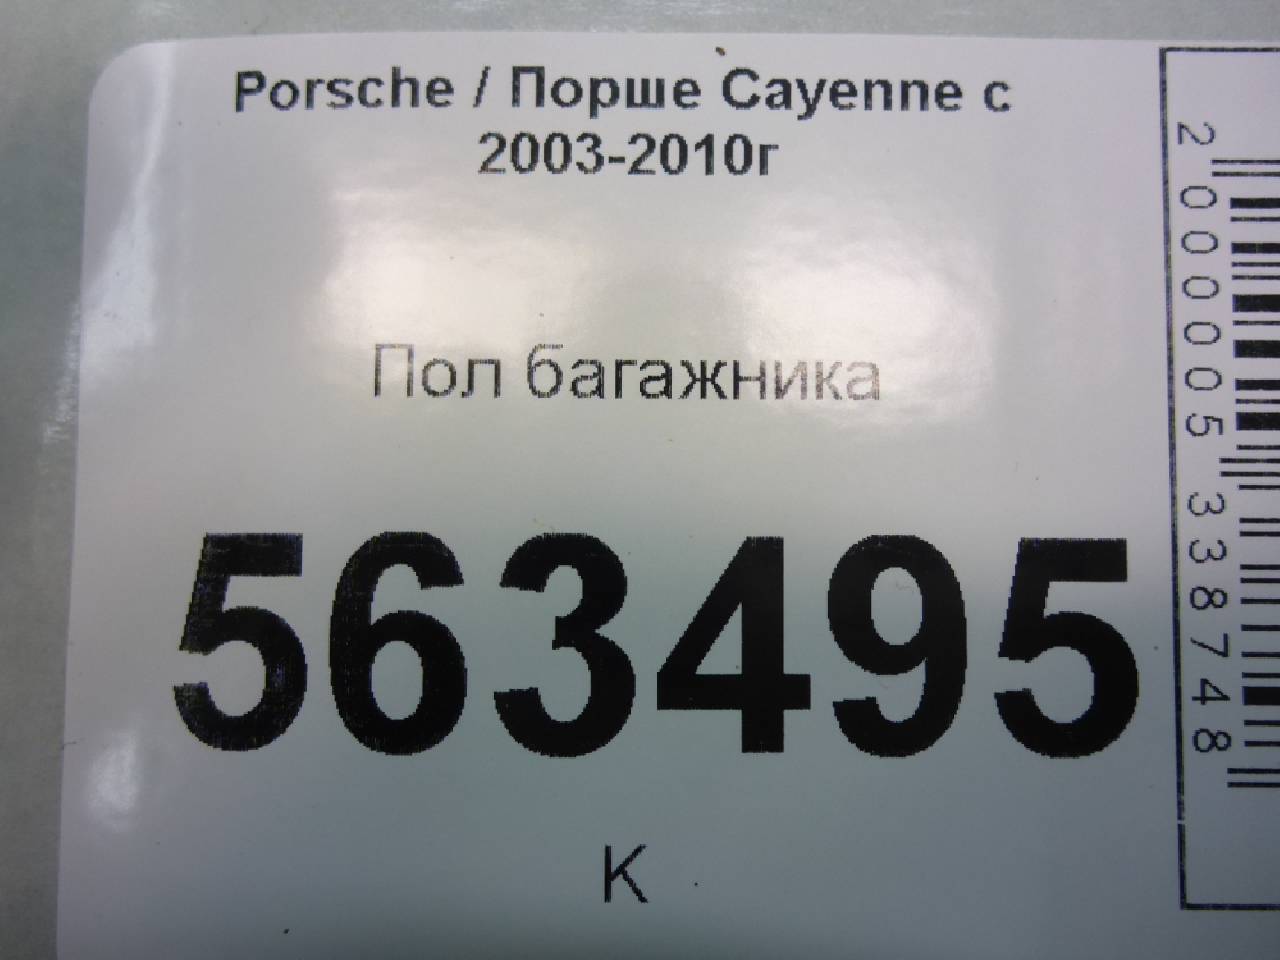 Porsche / Порше Cayenne с
2003-2010г
Пол багажника
563495
К
2000005338748